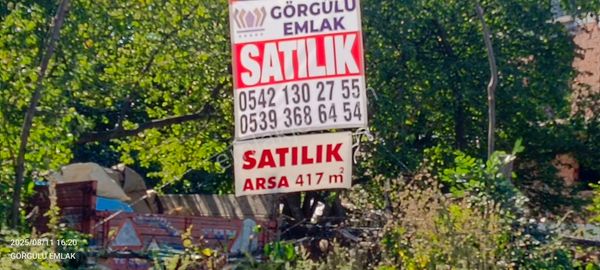 GÖRGÜLÜ
EMLAK
SATILIK
0542 130 27 55
0539 368 64 54
SATILIK
ARSA 417 m²
2025/08/11 16:20
GÖRGÜLÜ EMLAK